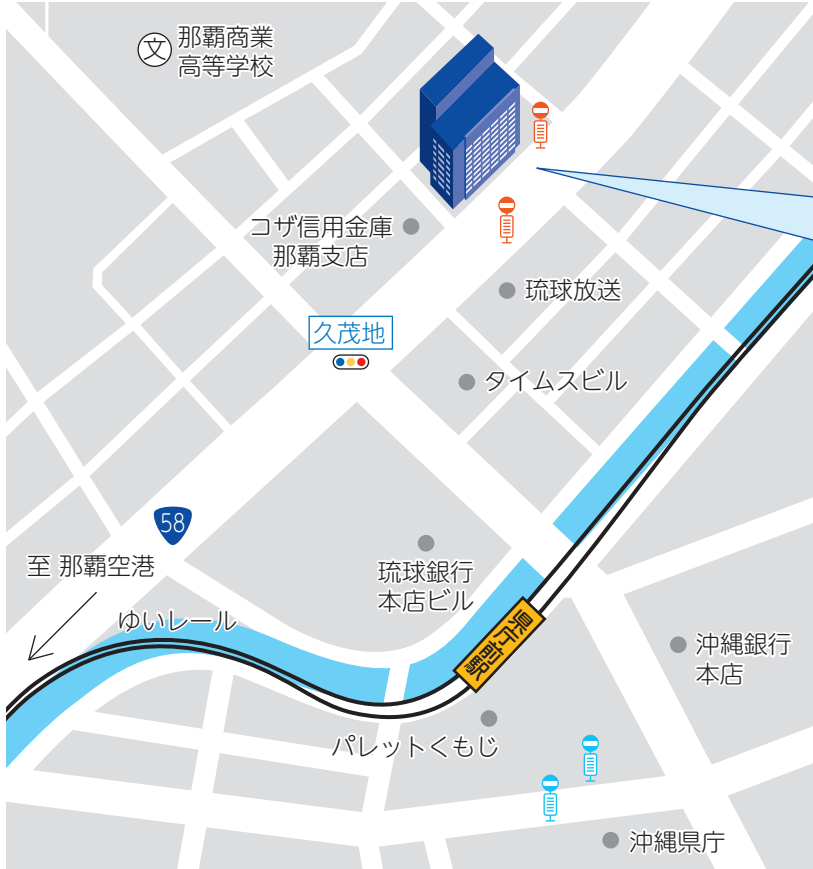 文
那覇商業
高等学校
コザ信用金庫
那覇支店
琉球放送
久茂地
タイムスビル
58
至 那覇空港
琉球銀行
本店ビル
ゆいレール
県庁前駅
沖縄銀行
本店
パレットくもじ
沖縄県庁